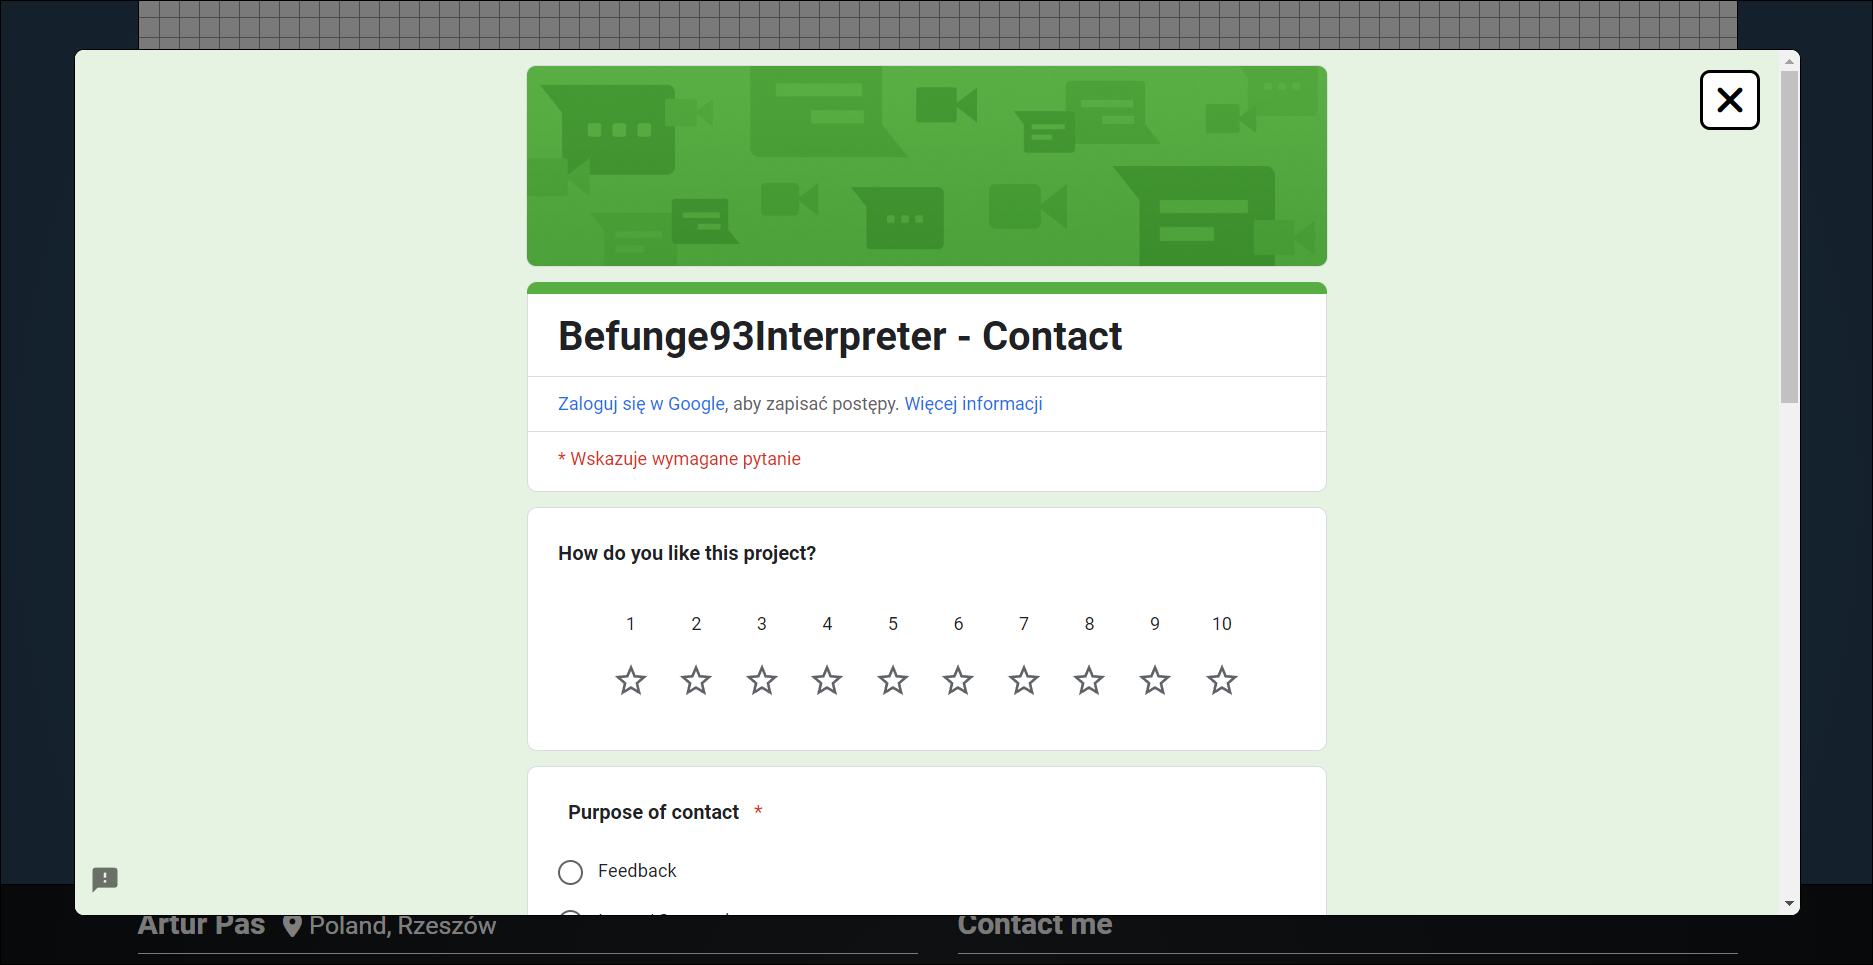 Befunge93Interpreter - Contact
Zaloguj się w Google, aby zapisać postępy. Więcej informacji
* Wskazuje wymagane pytanie
How do you like this project?
1 2 3 4 5 6 7 8 9 10
Purpose of contact *
Feedback
Artur Pas Poland, Rzeszów
Contact me